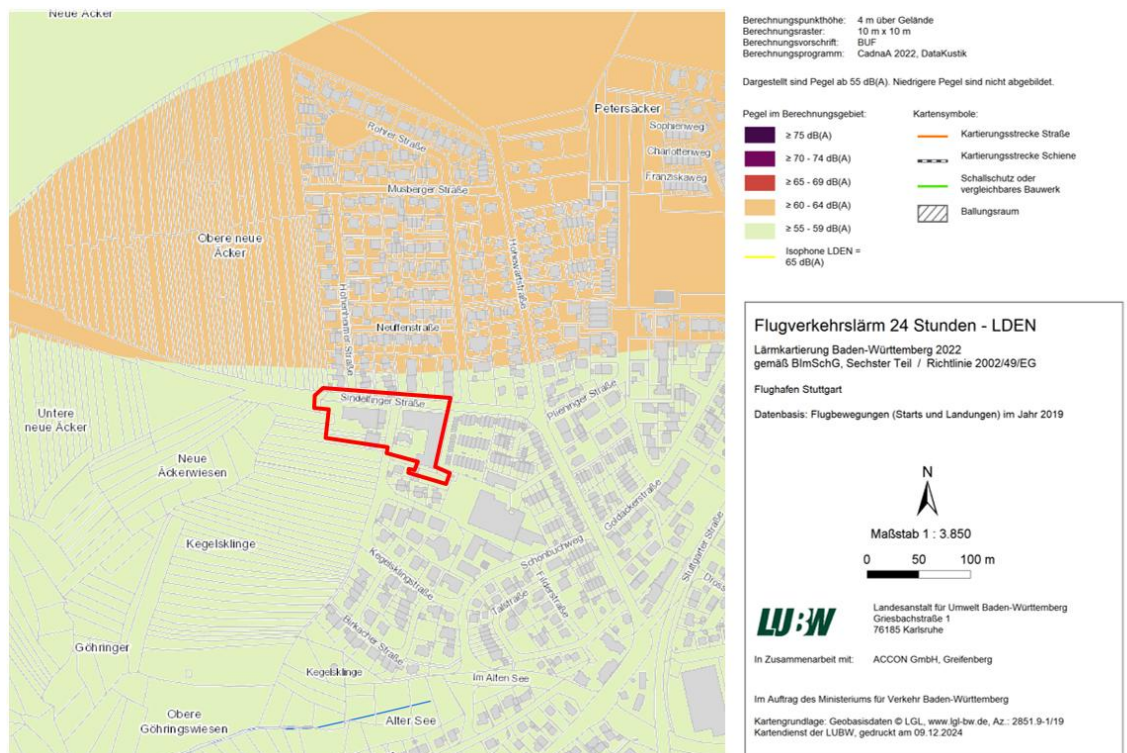 Neue Äcker
Petersäcker
Sophienweg
Charlottenweg
Franziskaweg
Rohrer Straße
Musberger Straße
Obere neue
Äcker
Hohewartstraße
Hohenheimer Straße
Neuffenstraße
Sindelfinger Straße
Plieninger Straße
Untere
neue Äcker
Neue
Äckerwiesen
Kegelsklinge
Goldäckerstraße
Stuttgarter Straße
Schönbuchweg
Kegelsklingstraße
Filderstraße
Talstraße
Dross
Birkacher Straße
Göhringer
Kegelsklinge
Im Alten See
Obere
Göhringswiesen
Alter See
Berechnungspunkthöhe: 4 m über Gelände
Berechnungsraster: 10 m x 10 m
Berechnungsvorschrift: BUF
Berechnungsprogramm: CadnaA 2022, DataKustik
Dargestellt sind Pegel ab 55 dB(A). Niedrigere Pegel sind nicht abgebildet.
Pegel im Berechnungsgebiet:
≥ 75 dB(A)
≥ 70 - 74 dB(A)
≥ 65 - 69 dB(A)
≥ 60 - 64 dB(A)
≥ 55 - 59 dB(A)
Isophone LDEN =
65 dB(A)
Kartensymbole:
Kartierungsstrecke Straße
Kartierungsstrecke Schiene
Schallschutz oder
vergleichbares Bauwerk
Ballungsraum
Flugverkehrslärm 24 Stunden - LDEN
Lärmkartierung Baden-Württemberg 2022
gemäß BImSchG, Sechster Teil / Richtlinie 2002/49/EG
Flughafen Stuttgart
Datenbasis: Flugbewegungen (Starts und Landungen) im Jahr 2019
N
Maßstab 1 : 3.850
0 50 100 m
LUBW
Landesanstalt für Umwelt Baden-Württemberg
Griesbachstraße 1
76185 Karlsruhe
In Zusammenarbeit mit: ACCON GmbH, Greifenberg
Im Auftrag des Ministeriums für Verkehr Baden-Württemberg
Kartengrundlage: Geobasisdaten © LGL, www.lgl-bw.de, Az.: 2851.9-1/19
Kartendienst der LUBW, gedruckt am 09.12.2024